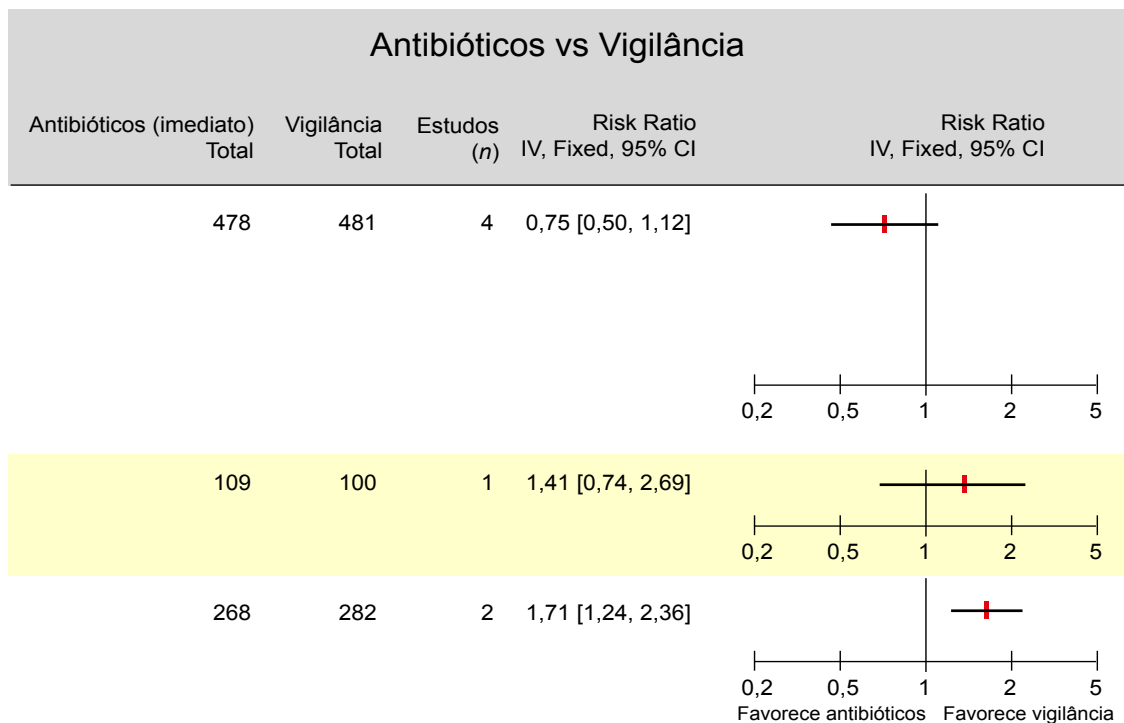 Antibióticos vs Vigilância
Antibióticos (imediato) Vigilância Estudos Risk Ratio Risk Ratio
Total Total (n) IV, Fixed, 95% CI IV, Fixed, 95% CI
478 481 4 0,75 [0,50, 1,12]
0,2 0,5 1 2 5
109 100 1 1,41 [0,74, 2,69]
0,2 0,5 1 2 5
268 282 2 1,71 [1,24, 2,36]
0,2 0,5 1 2 5
Favorece antibióticos Favorece vigilância